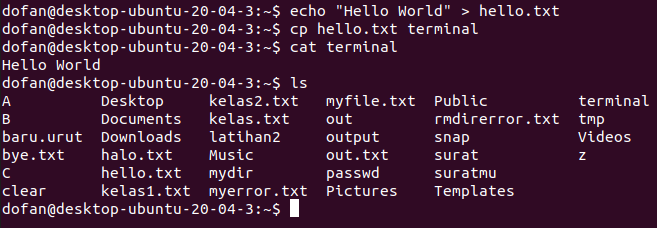 dofan@desktop-ubuntu-20-04-3:~$ echo "Hello World" > hello.txt
dofan@desktop-ubuntu-20-04-3:~$ cp hello.txt terminal
dofan@desktop-ubuntu-20-04-3:~$ cat terminal
Hello World
dofan@desktop-ubuntu-20-04-3:~$ ls
A          Desktop    kelas2.txt   myfile.txt  Public         terminal
B          Documents  kelas.txt    out         rmdirerror.txt  tmp
baru.urut  Downloads  latihan2     output      snap           Videos
bye.txt    halo.txt   Music        out.txt     surat          z
C          hello.txt  mydir        passwd      suratmu
clear      kelas1.txt  myerror.txt  Pictures    Templates
dofan@desktop-ubuntu-20-04-3:~$